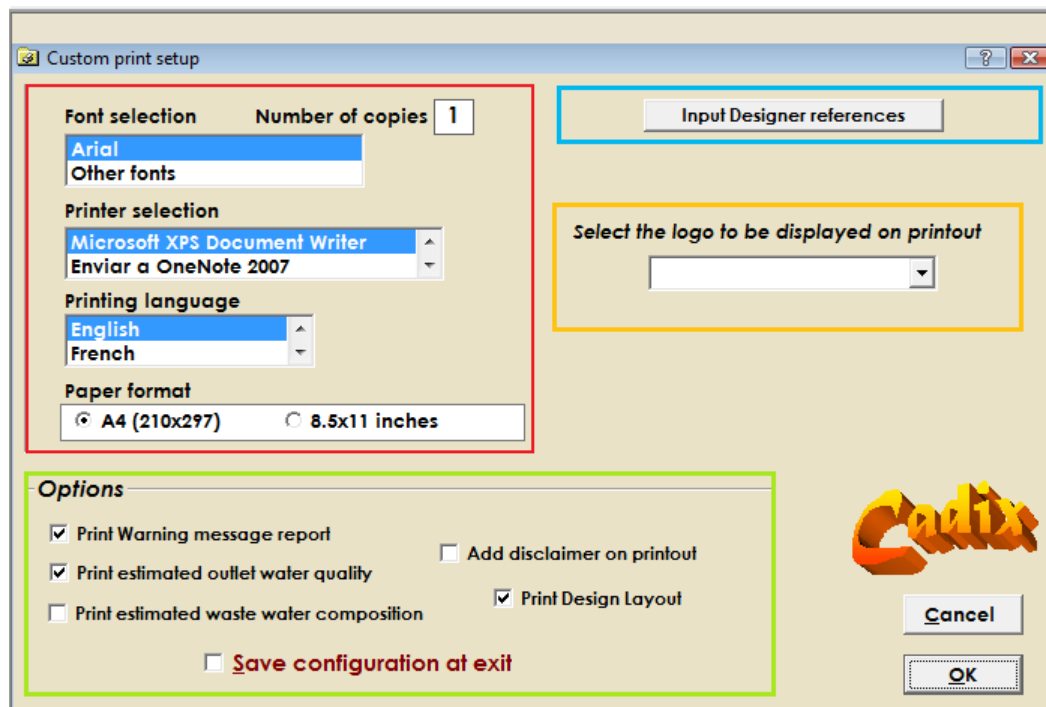 Custom print setup
Font selection
Number of copies 1
Arial
Other fonts
Printer selection
Microsoft XPS Document Writer
Enviar a OneNote 2007
Printing language
English
French
Paper format
A4 (210x297)
8.5x11 inches
Input Designer references
Select the logo to be displayed on printout
Options
Print Warning message report
Print estimated outlet water quality
Print estimated waste water composition
Add disclaimer on printout
Print Design Layout
Save configuration at exit
Cadix
Cancel
OK